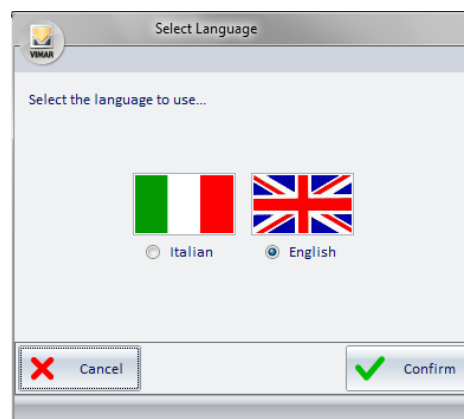 Select Language
VIMAR
Select the language to use...
Italian
English
Cancel
Confirm